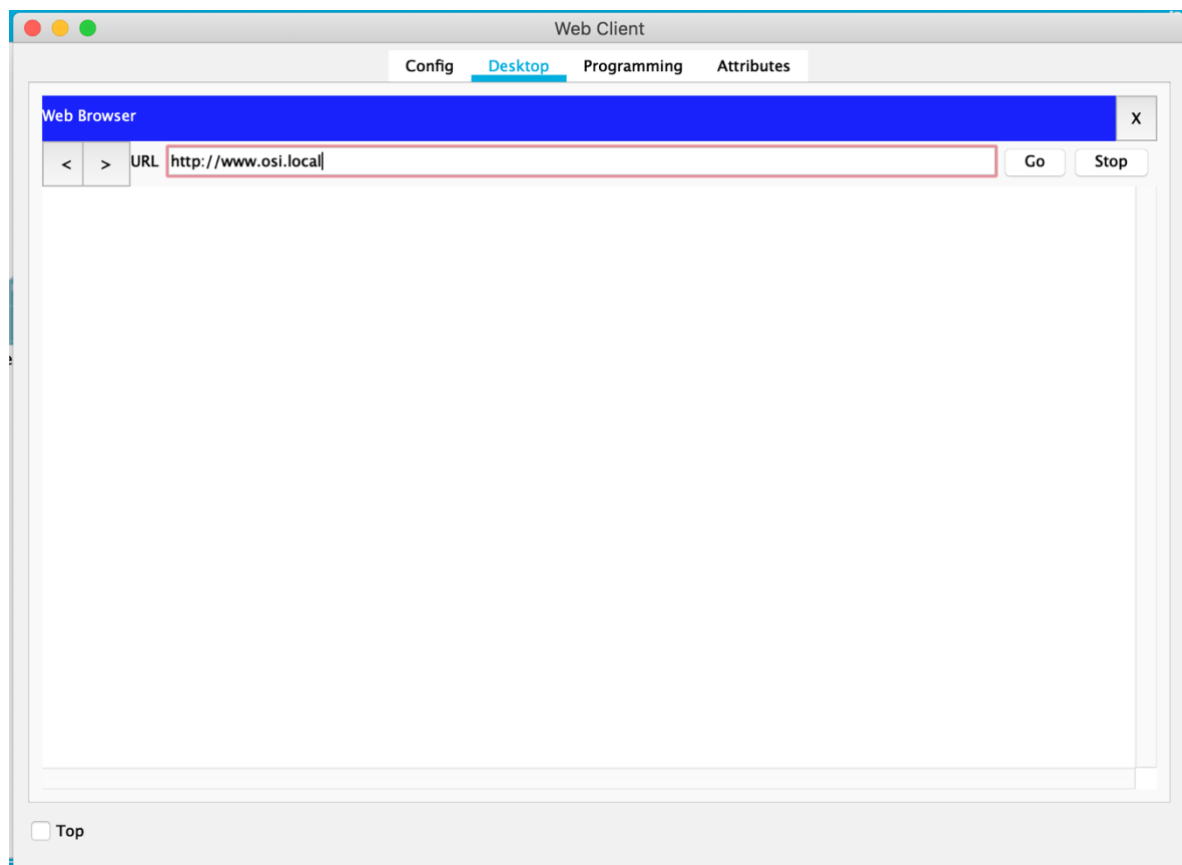 Web Client
Config Desktop Programming Attributes
Web Browser X
< > URL http://www.osi.local Go Stop
Top